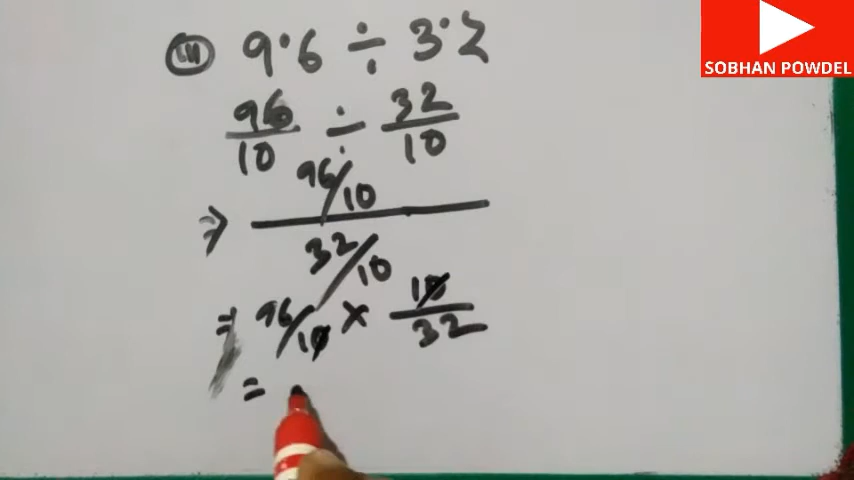 SOBHAN POWDEL
(iii) 9.6 ÷ 3.2
96/10 ÷ 32/10
⇒ 96/10 / 32/10
⇒ 96/10 × 10/32
=